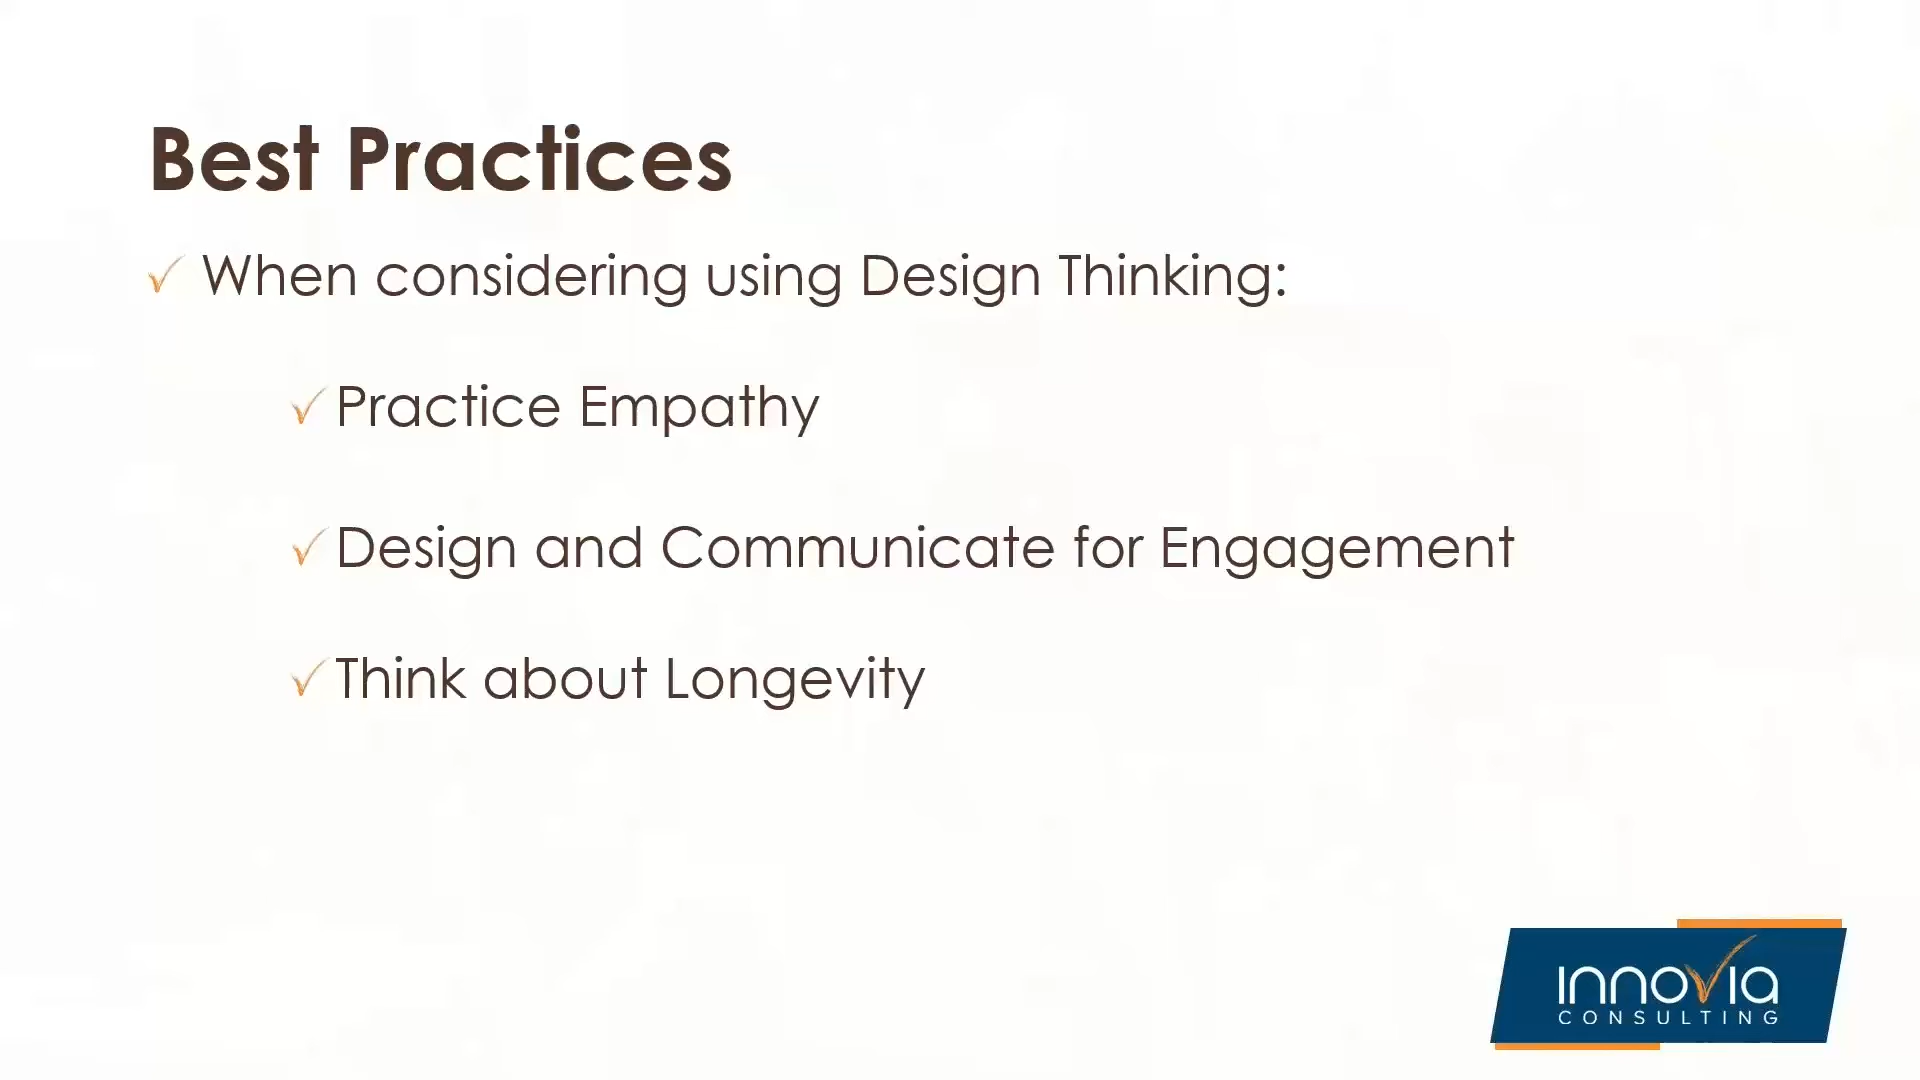 Best Practices
When considering using Design Thinking:
Practice Empathy
Design and Communicate for Engagement
Think about Longevity
innovia
CONSULTING